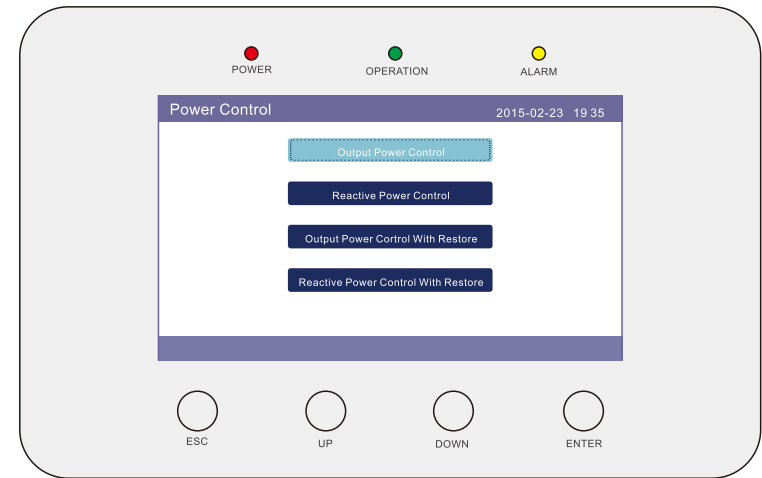 POWER OPERATION ALARM
Power Control 2015-02-23 19 35
Output Power Control
Reactive Power Control
Output Power Cortrol With Restore
Reactive Power Control With Restore
ESC UP DOWN ENTER